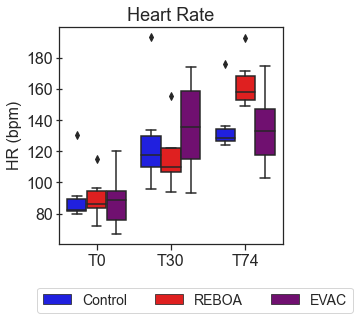 Heart Rate
HR (bpm)
180
160
140
120
100
80
T0 T30 T74
Control REBOA EVAC